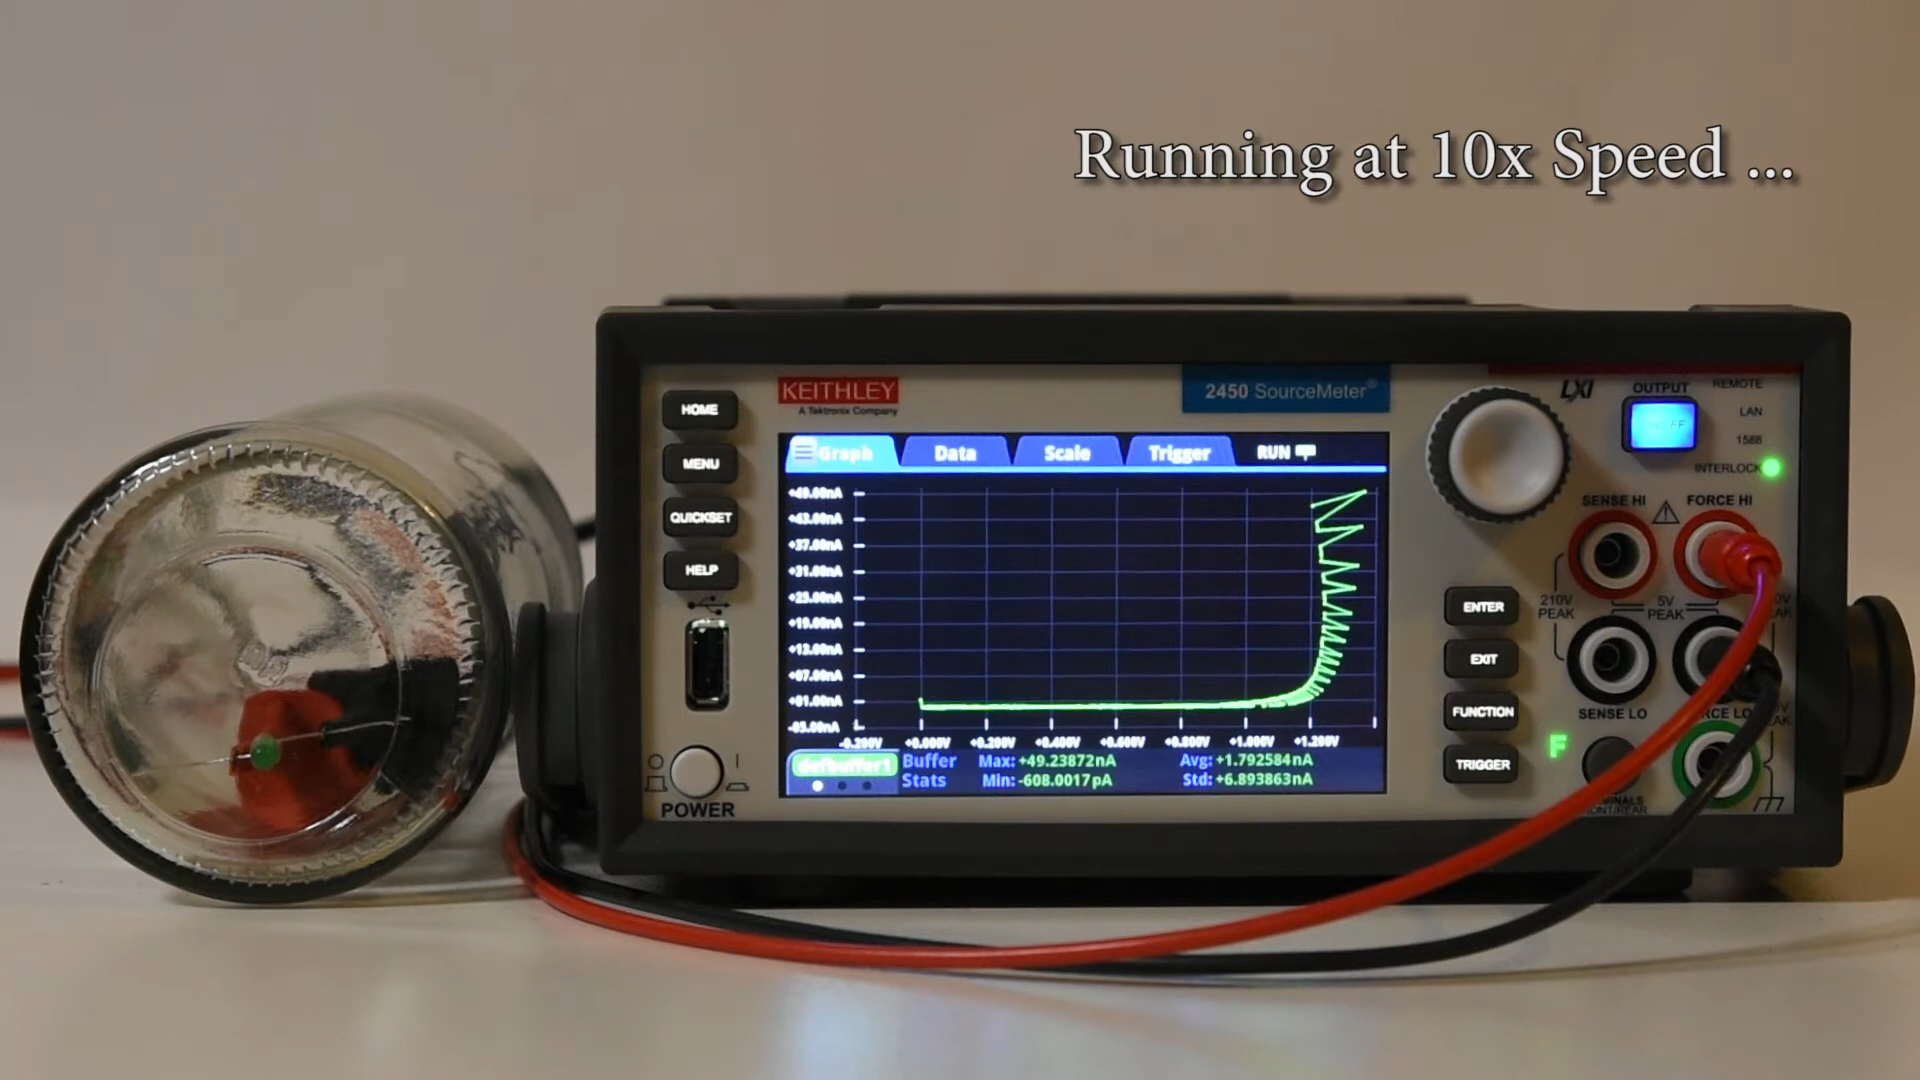 Running at 10x Speed ...
KEITHLEY
A Tektronix Company
2450 SourceMeter®
LXI
OUTPUT
REMOTE
LAN
1588
INTERLOCK
HOME
MENU
QUICKSET
HELP
POWER
Graph Data Scale Trigger RUN
+49.00nA
+43.00nA
+37.00nA
+31.00nA
+25.00nA
+19.00nA
+13.00nA
+07.00nA
+01.00nA
-05.00nA
-0.200V +0.000V +0.200V +0.400V +0.600V +0.800V +1.000V +1.200V
defbuffer1
Buffer Max: +49.23872nA Avg: +1.792584nA
Stats Min: -608.0017pA Std: +6.893863nA
SENSE HI FORCE HI
210V PEAK
5V PEAK
SENSE LO
ENTER
EXIT
FUNCTION
TRIGGER
F